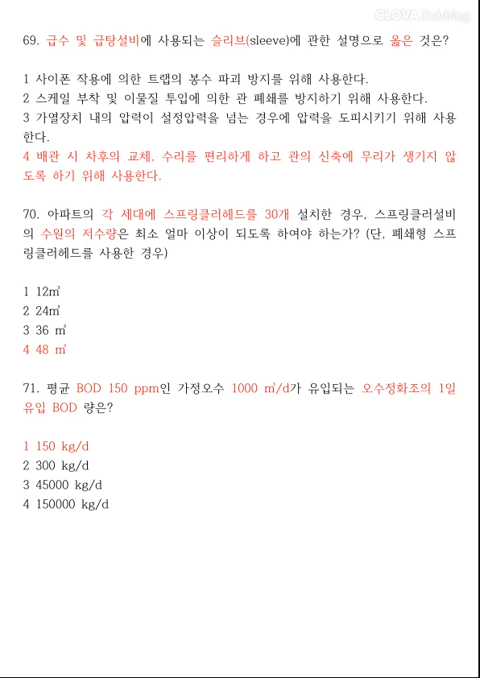 CLOVA Dubbing
69. 급수 및 급탕설비에 사용되는 슬리브(sleeve)에 관한 설명으로 옳은 것은?
1 사이폰 작용에 의한 트랩의 봉수 파괴 방지를 위해 사용한다.
2 스케일 부착 및 이물질 투입에 의한 관 폐쇄를 방지하기 위해 사용한다.
3 가열장치 내의 압력이 설정압력을 넘는 경우에 압력을 도피시키기 위해 사용
한다.
4 배관 시 차후의 교체, 수리를 편리하게 하고 관의 신축에 무리가 생기지 않
도록 하기 위해 사용한다.
70. 아파트의 각 세대에 스프링클러헤드를 30개 설치한 경우, 스프링클러설비
의 수원의 저수량은 최소 얼마 이상이 되도록 하여야 하는가? (단, 폐쇄형 스프
링클러헤드를 사용한 경우)
1 12㎥
2 24㎥
3 36 ㎥
4 48 ㎥
71. 평균 BOD 150 ppm인 가정오수 1000 ㎥/d가 유입되는 오수정화조의 1일
유입 BOD 량은?
1 150 kg/d
2 300 kg/d
3 45000 kg/d
4 150000 kg/d